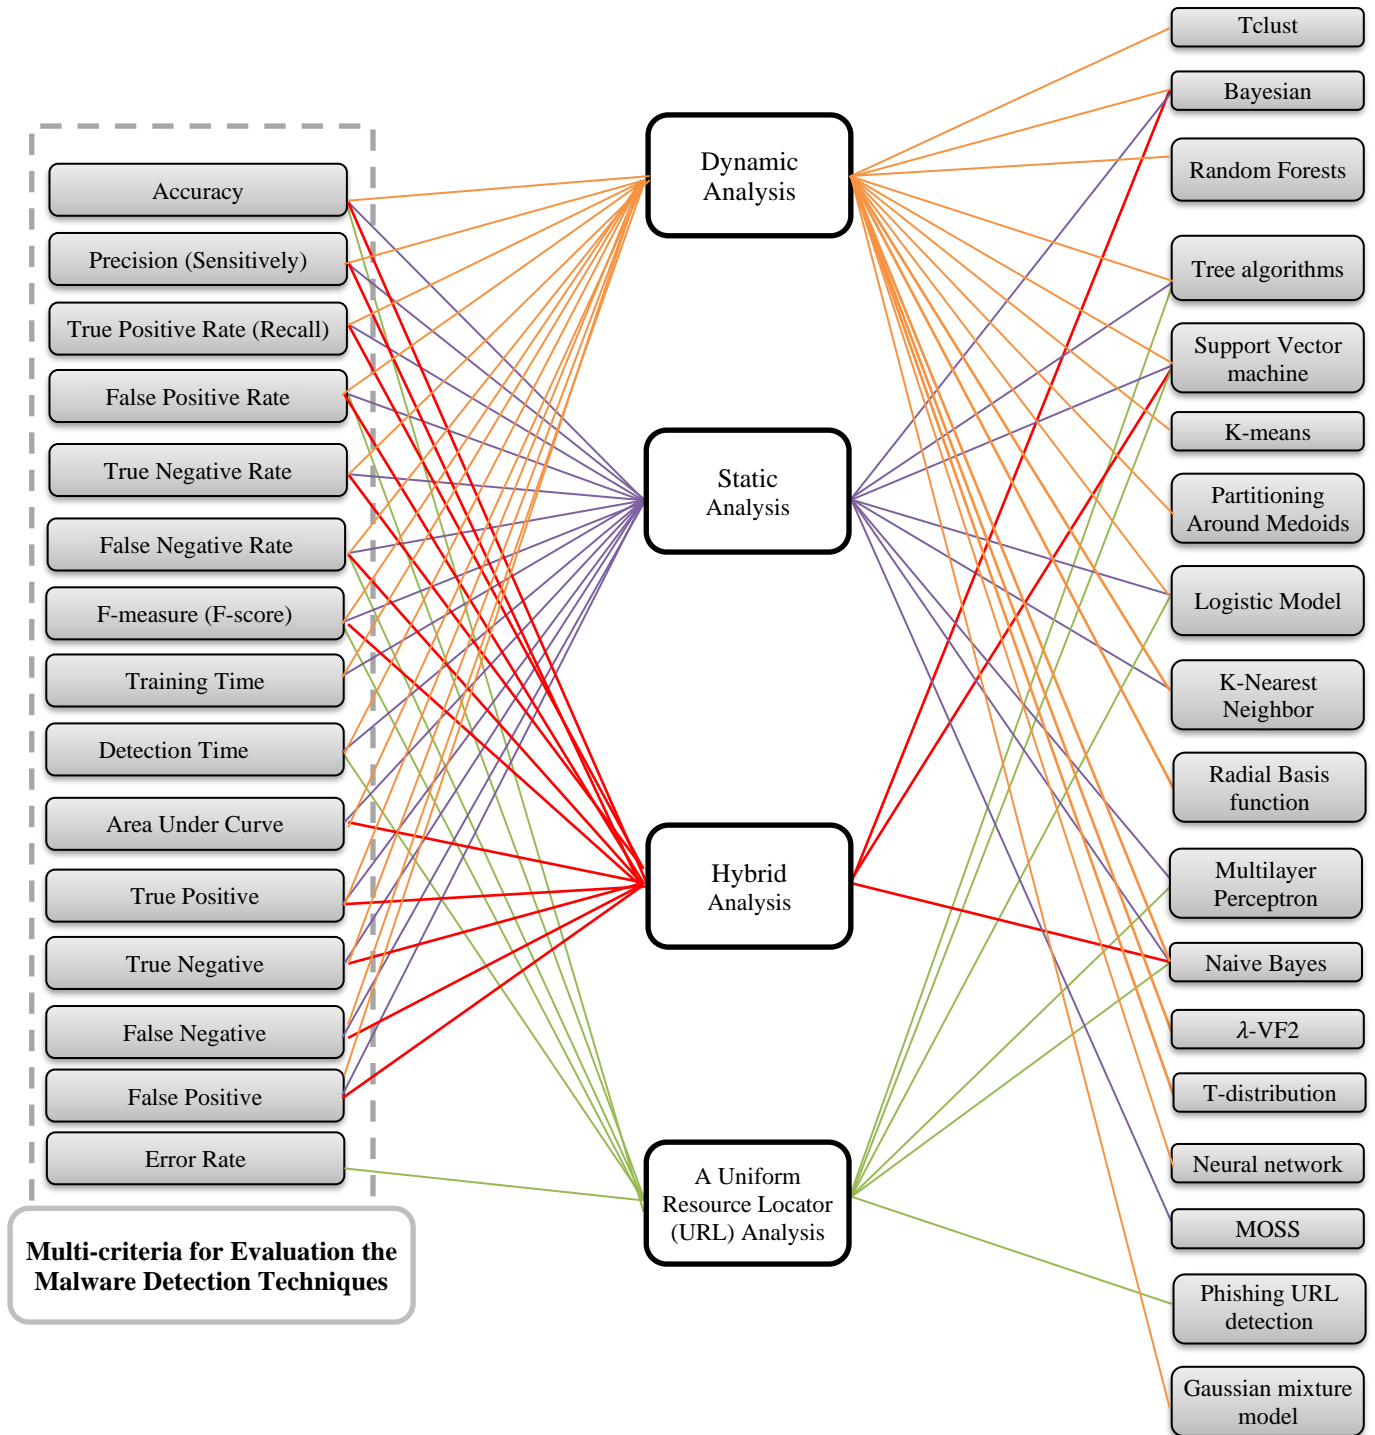 Accuracy
Precision (Sensitively)
True Positive Rate (Recall)
False Positive Rate
True Negative Rate
False Negative Rate
F-measure (F-score)
Training Time
Detection Time
Area Under Curve
True Positive
True Negative
False Negative
False Positive
Error Rate
Multi-criteria for Evaluation the
Malware Detection Techniques
Dynamic
Analysis
Static
Analysis
Hybrid
Analysis
A Uniform
Resource Locator
(URL) Analysis
Tclust
Bayesian
Random Forests
Tree algorithms
Support Vector
machine
K-means
Partitioning
Around Medoids
Logistic Model
K-Nearest
Neighbor
Radial Basis
function
Multilayer
Perceptron
Naive Bayes
λ-VF2
T-distribution
Neural network
MOSS
Phishing URL
detection
Gaussian mixture
model